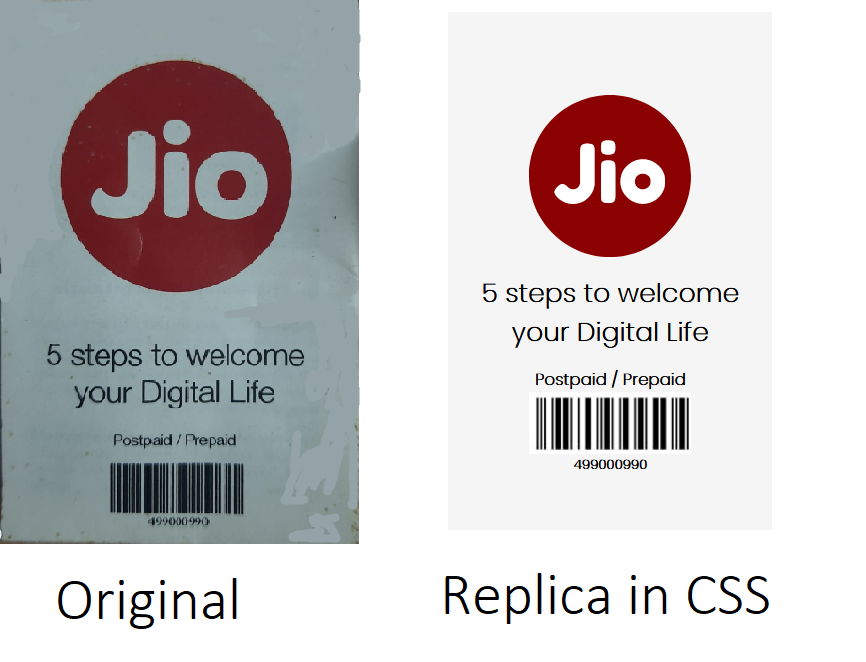 Jio
5 steps to welcome
your Digital Life
Postpaid / Prepaid
499000990
Original
Jio
5 steps to welcome
your Digital Life
Postpaid / Prepaid
499000990
Replica in CSS